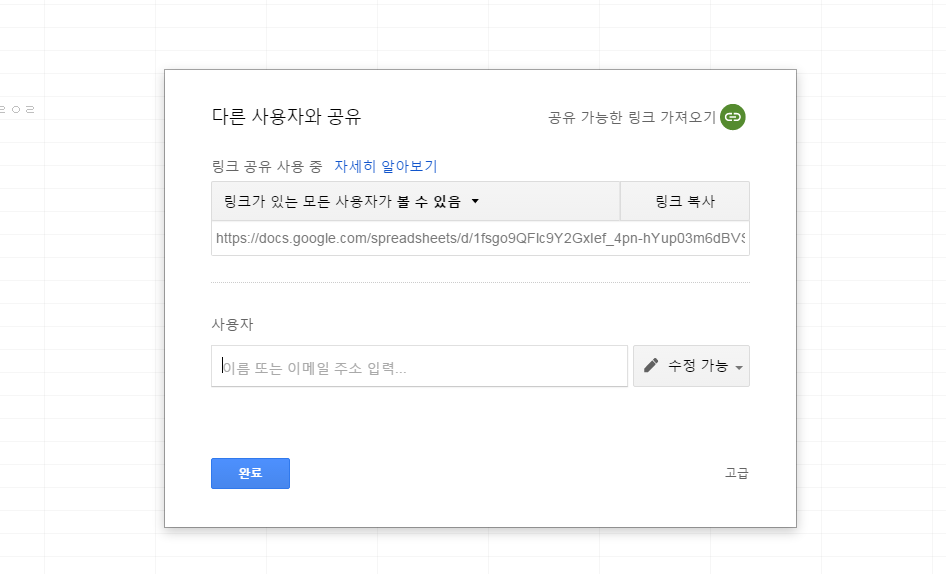 ㄹㅇㄹ
다른 사용자와 공유
공유 가능한 링크 가져오기
링크 공유 사용 중 자세히 알아보기
링크가 있는 모든 사용자가 볼 수 있음
링크 복사
https://docs.google.com/spreadsheets/d/1fsgo9QFIc9Y2GxIef_4pn-hYup03m6dBVS
사용자
이름 또는 이메일 주소 입력...
수정 가능
완료
고급